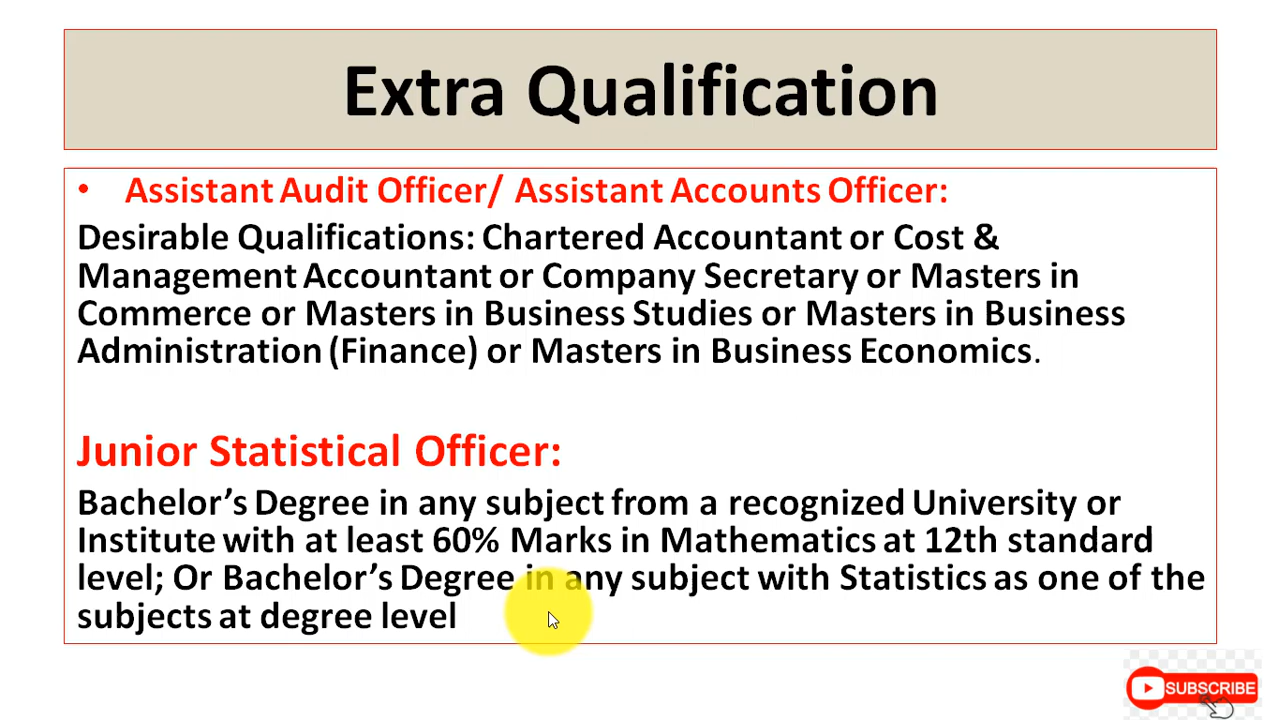 Extra Qualification
• Assistant Audit Officer/ Assistant Accounts Officer:
Desirable Qualifications: Chartered Accountant or Cost &
Management Accountant or Company Secretary or Masters in
Commerce or Masters in Business Studies or Masters in Business
Administration (Finance) or Masters in Business Economics.
Junior Statistical Officer:
Bachelor’s Degree in any subject from a recognized University or
Institute with at least 60% Marks in Mathematics at 12th standard
level; Or Bachelor’s Degree in any subject with Statistics as one of the
subjects at degree level
SUBSCRIBE